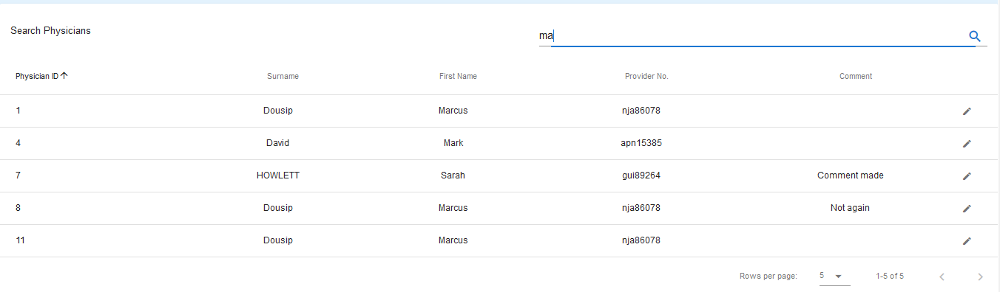 Search Physicians
ma
Physician ID Surname First Name Provider No. Comment
1 Dousip Marcus nja86078
4 David Mark apn15385
7 HOWLETT Sarah gui89264 Comment made
8 Dousip Marcus nja86078 Not again
11 Dousip Marcus nja86078
Rows per page: 5 1-5 of 5